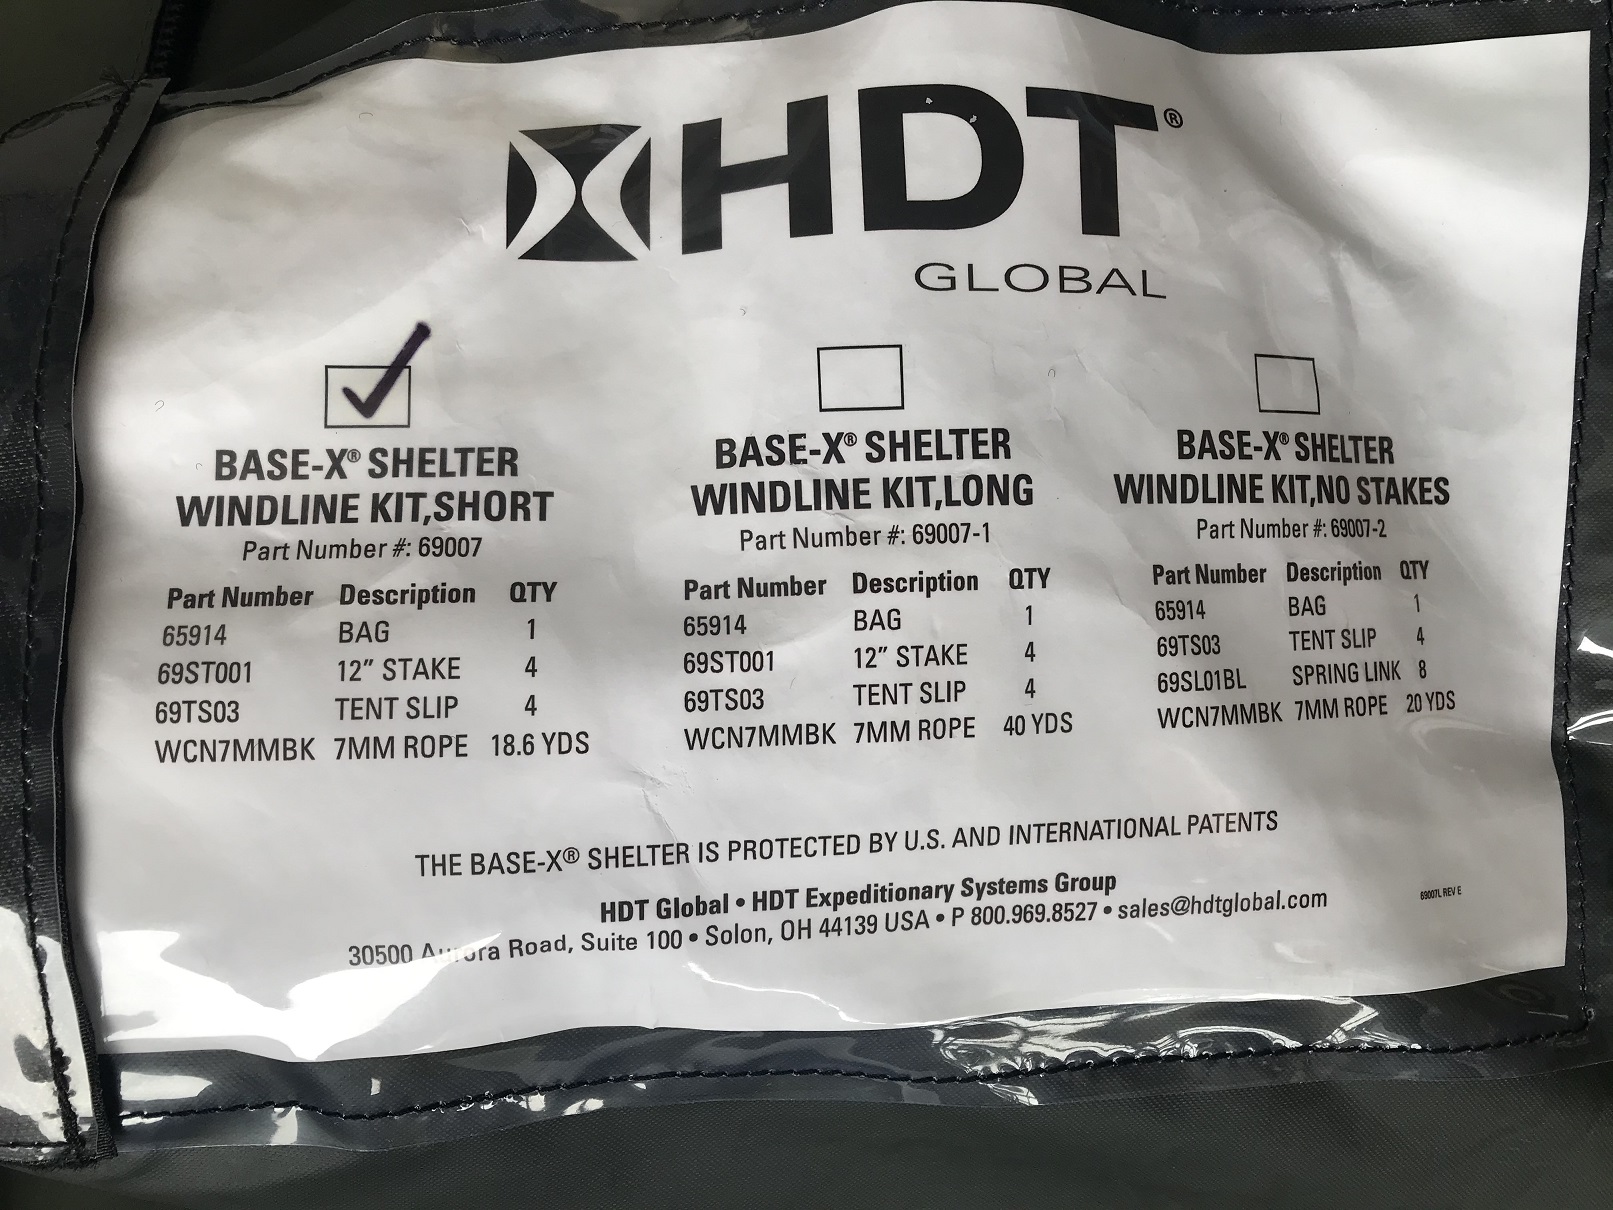 HDT®
GLOBAL
BASE-X® SHELTER
WINDLINE KIT,SHORT
Part Number #: 69007
Part Number Description QTY
65914 BAG 1
69ST001 12” STAKE 4
69TS03 TENT SLIP 4
WCN7MMBK 7MM ROPE 18.6 YDS
BASE-X® SHELTER
WINDLINE KIT,LONG
Part Number #: 69007-1
Part Number Description QTY
65914 BAG 1
69ST001 12” STAKE 4
69TS03 TENT SLIP 4
WCN7MMBK 7MM ROPE 40 YDS
BASE-X® SHELTER
WINDLINE KIT,NO STAKES
Part Number #: 69007-2
Part Number Description QTY
65914 BAG 1
69TS03 TENT SLIP 4
69SL01BL SPRING LINK 8
WCN7MMBK 7MM ROPE 20 YDS
THE BASE-X® SHELTER IS PROTECTED BY U.S. AND INTERNATIONAL PATENTS
HDT Global • HDT Expeditionary Systems Group
30500 Aurora Road, Suite 100 • Solon, OH 44139 USA • P 800.969.8527 • sales@hdtglobal.com
69007L REV E